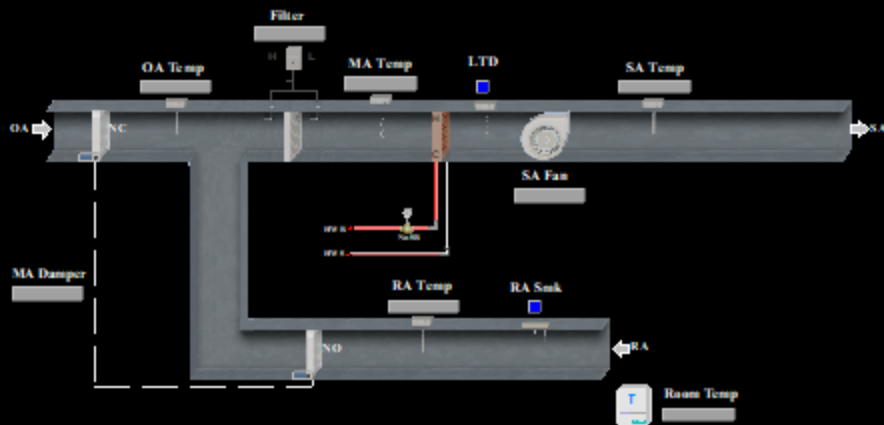 Filter
H L
OA Temp
MA Temp
LTD
SA Temp
OA
NC
SA
SA Fan
HW R
MA Damper
RA Temp
RA Smk
NO
RA
T
Room Temp